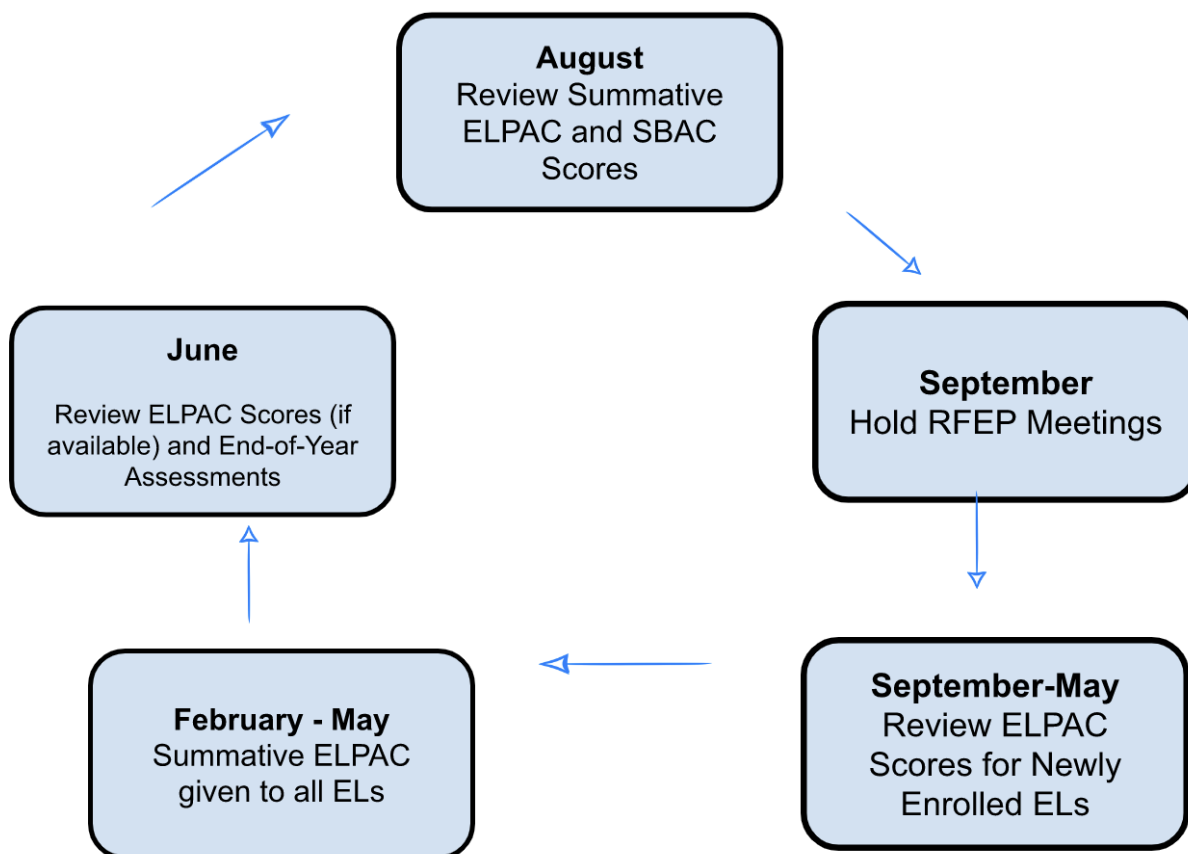 August
Review Summative
ELPAC and SBAC
Scores
September
Hold RFEP Meetings
September-May
Review ELPAC
Scores for Newly
Enrolled ELs
February - May
Summative ELPAC
given to all ELs
June
Review ELPAC Scores (if
available) and End-of-Year
Assessments